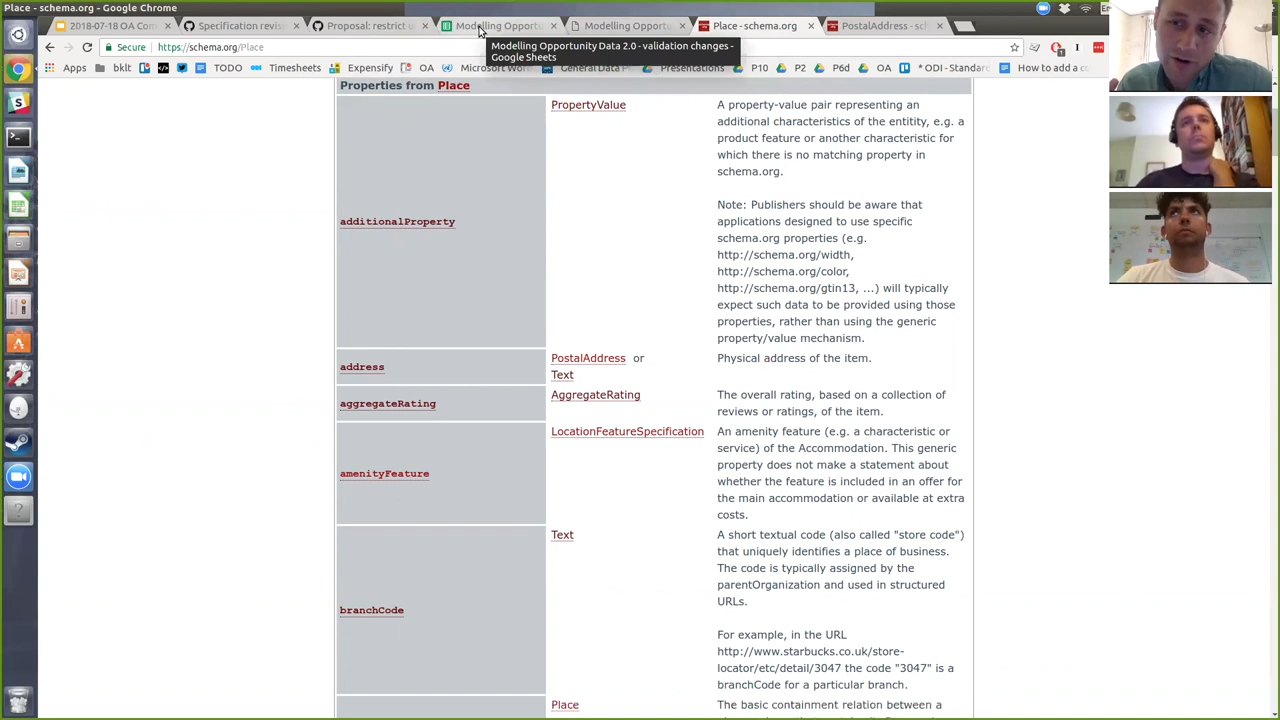 Place - schema.org - Google Chrome
2018-07-18 OA Com
Specification revise
Proposal: restrict u
Modelling Opportu
Modelling Opportu
Place - schema.org
PostalAddress - sc
Secure
https://schema.org/Place
Modelling Opportunity Data 2.0 - validation changes -
Google Sheets
Apps
bklt
TODO
Timesheets
Expensify
OA
Microsoft Word
General Data
Presentations
P10
P2
P6d
OA
* ODI - Standard
How to add a c
Properties from Place
additionalProperty
PropertyValue
A property-value pair representing an
additional characteristics of the entitity, e.g. a
product feature or another characteristic for
which there is no matching property in
schema.org.
Note: Publishers should be aware that
applications designed to use specific
schema.org properties (e.g.
http://schema.org/width,
http://schema.org/color,
http://schema.org/gtin13, ...) will typically
expect such data to be provided using those
properties, rather than using the generic
property/value mechanism.
address
PostalAddress or
Text
Physical address of the item.
aggregateRating
AggregateRating
The overall rating, based on a collection of
reviews or ratings, of the item.
amenityFeature
LocationFeatureSpecification
An amenity feature (e.g. a characteristic or
service) of the Accommodation. This generic
property does not make a statement about
whether the feature is included in an offer for
the main accommodation or available at extra
costs.
branchCode
Text
A short textual code (also called "store code")
that uniquely identifies a place of business.
The code is typically assigned by the
parentOrganization and used in structured
URLs.
For example, in the URL
http://www.starbucks.co.uk/store-
locator/etc/detail/3047 the code "3047" is a
branchCode for a particular branch.
Place
The basic containment relation between a